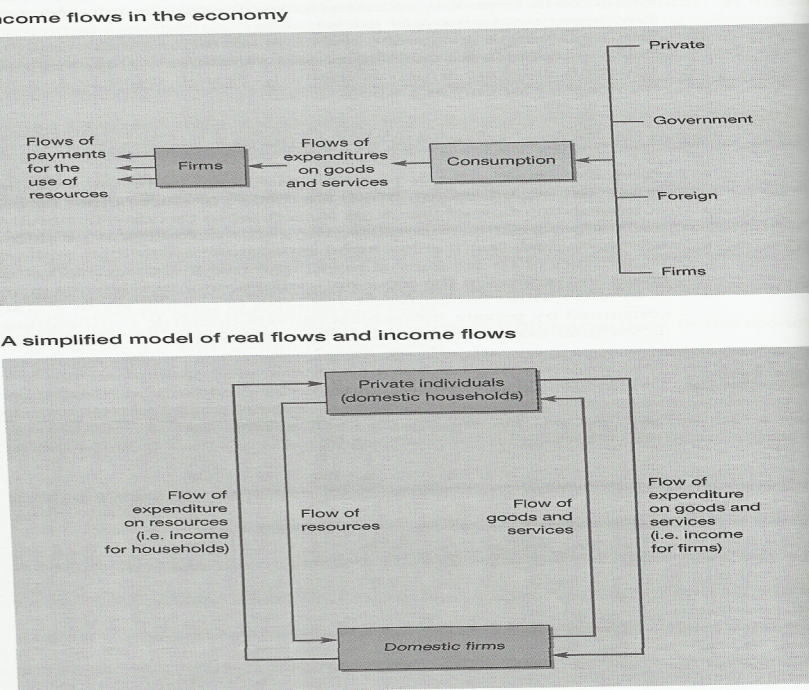 come flows in the economy
Private
Government
Flows of
payments
for the
use of
resources
Firms
Flows of
expenditures
on goods
and services
Consumption
Foreign
Firms
A simplified model of real flows and income flows
Private individuals
(domestic households)
Flow of
expenditure
on resources
(i.e. income
for households)
Flow of
resources
Flow of
goods and
services
Flow of
expenditure
on goods and
services
(i.e. income
for firms)
Domestic firms